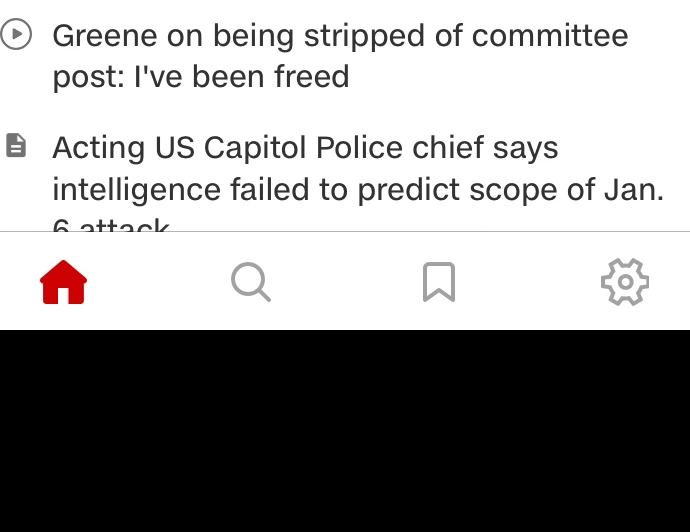 Greene on being stripped of committee
post: I've been freed
Acting US Capitol Police chief says
intelligence failed to predict scope of Jan.
6 attack